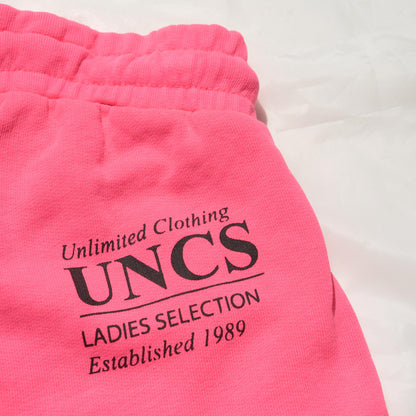 Unlimited Clothing
UNCS
LADIES SELECTION
Established 1989